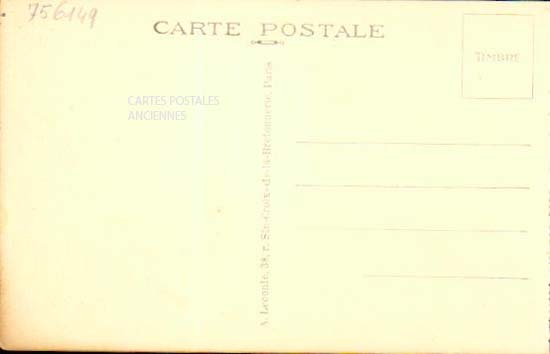 756149
CARTE POSTALE
TIMBRE
CARTES POSTALES
ANCIENNES
A. Leconte, 38, r. Ste-Croix-de-la-Bretonnerie, Paris